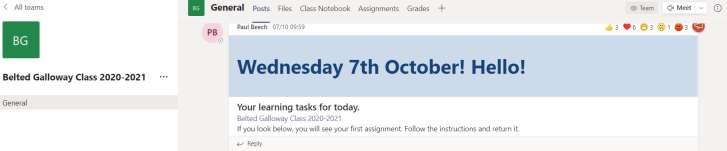 All teams
BG
Belted Galloway Class 2020-2021
General
BG General Posts Files Class Notebook Assignments Grades Team Meet
PB Paul Beech 07/10 09:59 3 6 3 1 3
Wednesday 7th October! Hello!
Your learning tasks for today.
Belted Galloway Class 2020-2021
If you look below, you will see your first assignment. Follow the instructions and return it.
Reply